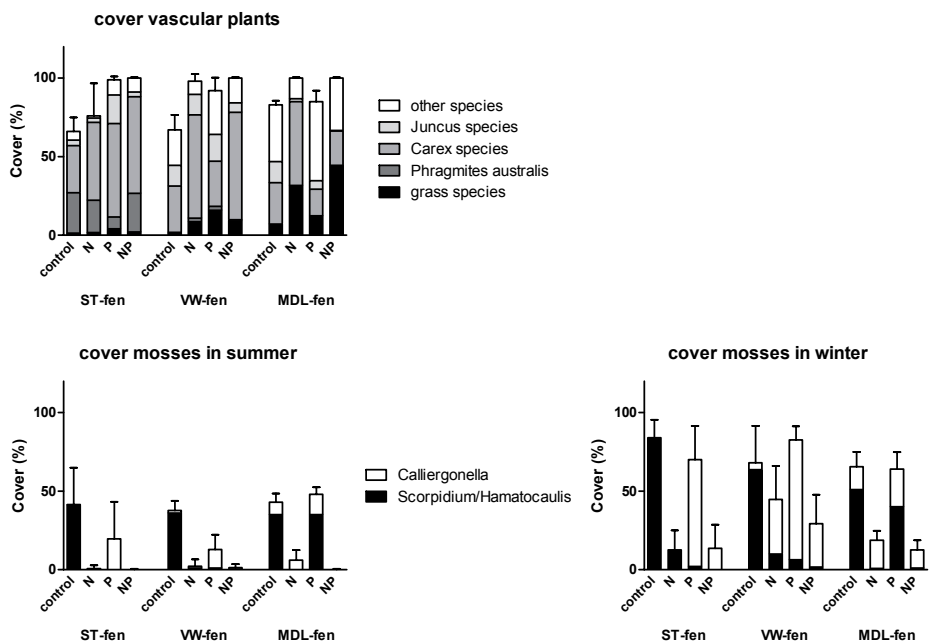 cover vascular plants
100
50
0
Cover (%)
control
N
P
NP
control
N
P
NP
control
N
P
NP
ST-fen
VW-fen
MDL-fen
other species
Juncus species
Carex species
Phragmites australis
grass species
cover mosses in summer
100
50
0
Cover (%)
control
N
P
NP
control
N
P
NP
control
N
P
NP
ST-fen
VW-fen
MDL-fen
Calliergonella
Scorpidium/Hamatocaulis
cover mosses in winter
100
50
0
Cover (%)
control
N
P
NP
control
N
P
NP
control
N
P
NP
ST-fen
VW-fen
MDL-fen